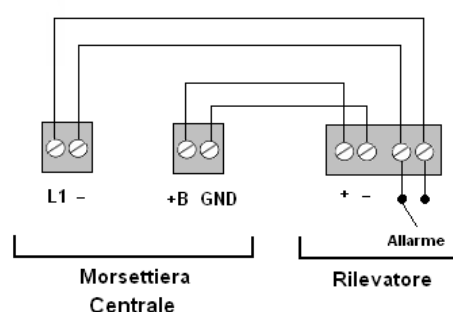 L1 – +B GND + –
Allarme
Morsettiera Rilevatore
Centrale